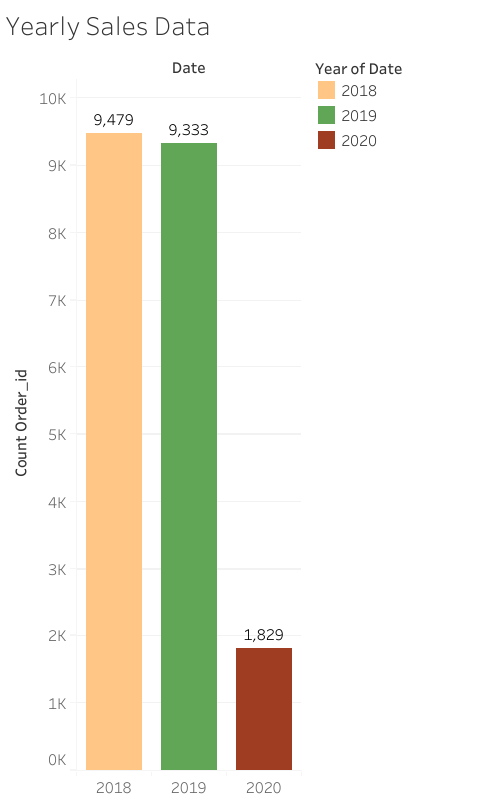 Yearly Sales Data
Date
Year of Date
2018
2019
2020
Count Order_id
10K
9K
8K
7K
6K
5K
4K
3K
2K
1K
0K
9,479
9,333
1,829
2018
2019
2020